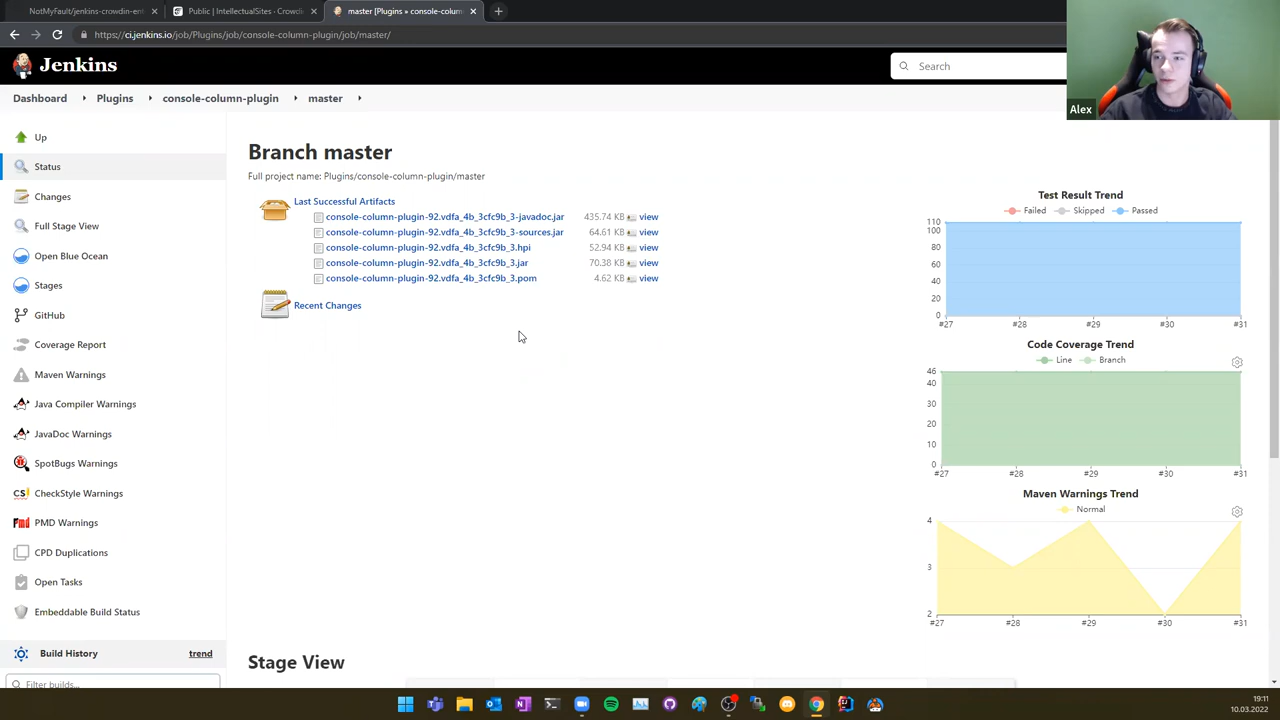 NotMyFault/jenkins-crowdin-ent
Public | IntellectualSites - Crowdi
master [Plugins » console-colum
https://ci.jenkins.io/job/Plugins/job/console-column-plugin/job/master/
Jenkins
Search
Dashboard
Plugins
console-column-plugin
master
Alex
Up
Status
Changes
Full Stage View
Open Blue Ocean
Stages
GitHub
Coverage Report
Maven Warnings
Java Compiler Warnings
JavaDoc Warnings
SpotBugs Warnings
CheckStyle Warnings
PMD Warnings
CPD Duplications
Open Tasks
Embeddable Build Status
Build History
trend
Filter builds...
Branch master
Full project name: Plugins/console-column-plugin/master
Last Successful Artifacts
console-column-plugin-92.vdfa_4b_3cfc9b_3-javadoc.jar 435.74 KB view
console-column-plugin-92.vdfa_4b_3cfc9b_3-sources.jar 64.61 KB view
console-column-plugin-92.vdfa_4b_3cfc9b_3.hpi 52.94 KB view
console-column-plugin-92.vdfa_4b_3cfc9b_3.jar 70.38 KB view
console-column-plugin-92.vdfa_4b_3cfc9b_3.pom 4.62 KB view
Recent Changes
Stage View
Test Result Trend
Failed Skipped Passed
110
100
80
60
40
20
0
#27 #28 #29 #30 #31
Code Coverage Trend
Line Branch
46
40
30
20
10
0
#27 #28 #29 #30 #31
Maven Warnings Trend
Normal
4
3
2
#27 #28 #29 #30 #31
19:11
10.03.2022